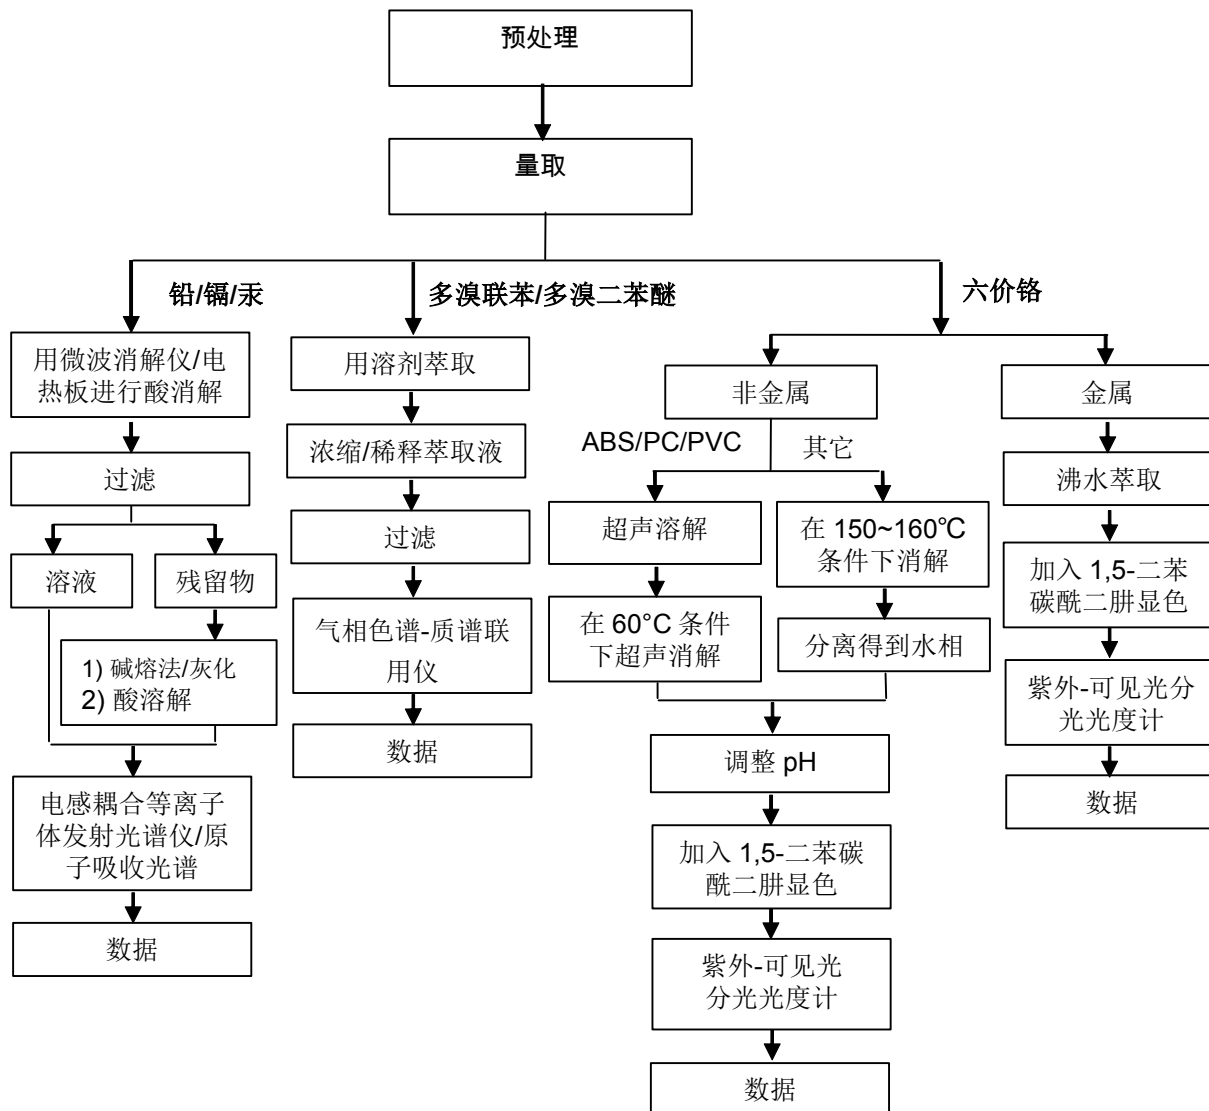 预处理
量取
铅/镉/汞
多溴联苯/多溴二苯醚
六价铬
用微波消解仪/电
热板进行酸消解
过滤
溶液
残留物
1) 碱熔法/灰化
2) 酸溶解
电感耦合等离子
体发射光谱仪/原
子吸收光谱
数据
用溶剂萃取
浓缩/稀释萃取液
过滤
气相色谱-质谱联
用仪
数据
非金属
ABS/PC/PVC
其它
超声溶解
在 60°C 条件
下超声消解
在 150~160℃
条件下消解
分离得到水相
调整 pH
加入 1,5-二苯碳
酰二肼显色
紫外-可见光
分光光度计
数据
金属
沸水萃取
加入 1,5-二苯
碳酰二肼显色
紫外-可见光分
光光度计
数据